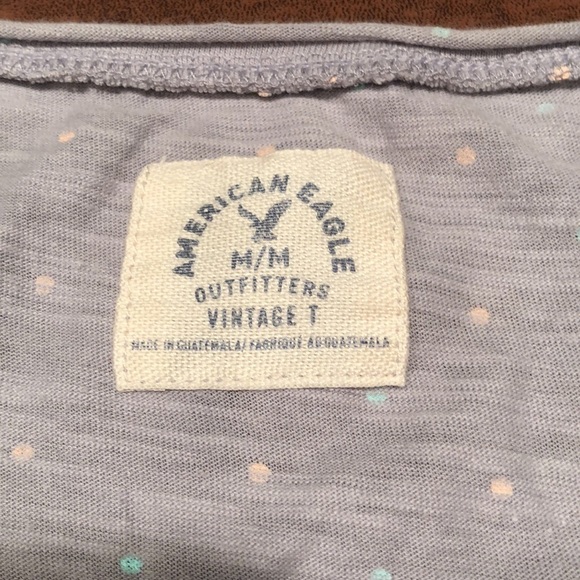 AMERICAN EAGLE
M/M
OUTFITTERS
VINTAGE T
MADE IN GUATEMALA/FABRIQUE AU GUATEMALA